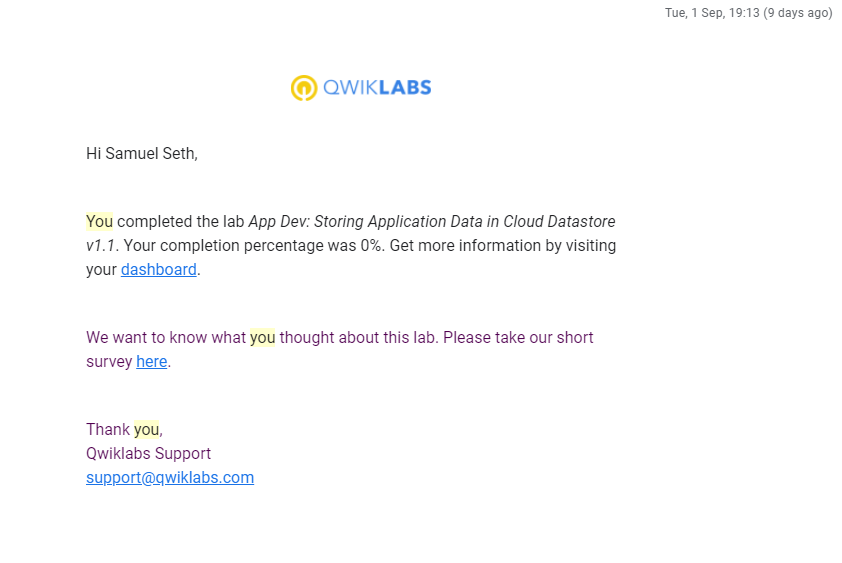 Tue, 1 Sep, 19:13 (9 days ago)
QWIKLABS
Hi Samuel Seth,
You completed the lab App Dev: Storing Application Data in Cloud Datastore
v1.1. Your completion percentage was 0%. Get more information by visiting
your dashboard.
We want to know what you thought about this lab. Please take our short
survey here.
Thank you,
Qwiklabs Support
support@qwiklabs.com